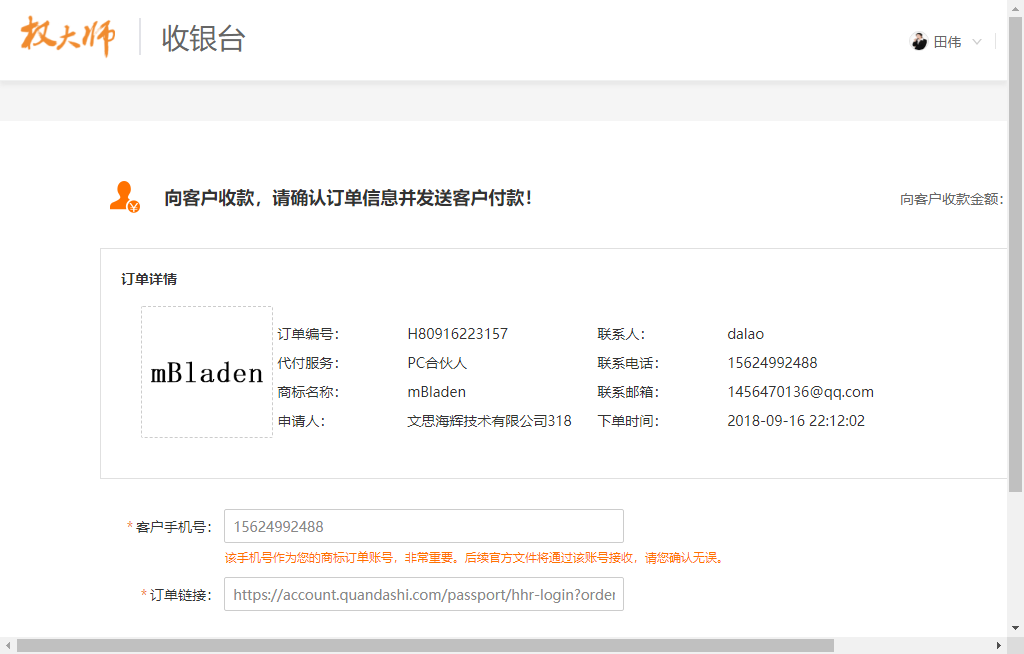 权大师 收银台 田伟
向客户收款，请确认订单信息并发送客户付款！ 向客户收款金额：
订单详情
mBladen
订单编号： H80916223157 联系人： dalao
代付服务： PC合伙人 联系电话： 15624992488
商标名称： mBladen 联系邮箱： 1456470136@qq.com
申请人： 文思海辉技术有限公司318 下单时间： 2018-09-16 22:12:02
*客户手机号： 15624992488
该手机号作为您的商标订单账号，非常重要。后续官方文件将通过该账号接收，请您确认无误。
*订单链接： https://account.quandashi.com/passport/hhr-login?order